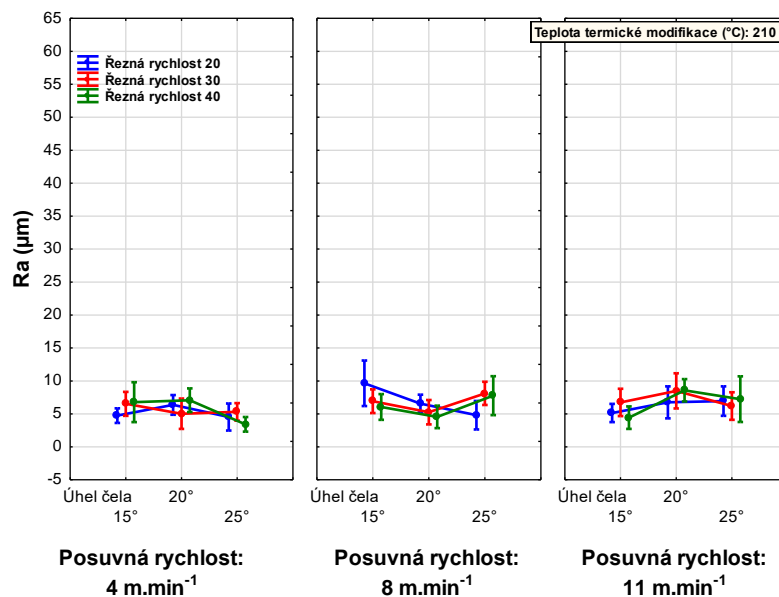 65
60
55
50
45
40
35
30
25
20
15
10
5
0
-5
Ra (µm)
Teplota termické modifikace (°C): 210
Řezná rychlost 20
Řezná rychlost 30
Řezná rychlost 40
Úhel čela 20°
15° 25°
Úhel čela 20°
15° 25°
Úhel čela 20°
15° 25°
Posuvná rychlost:
4 m.min⁻¹
Posuvná rychlost:
8 m.min⁻¹
Posuvná rychlost:
11 m.min⁻¹